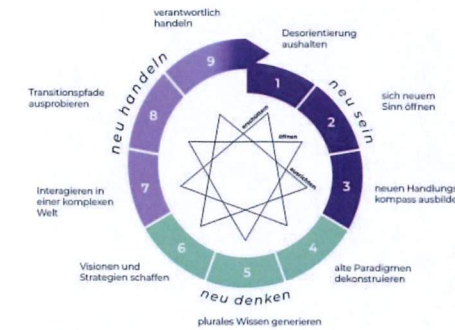 verantwortlich
handeln
Desorientierung
aushalten
neu handeln
9
1
neu sein
Transitionspfade
ausprobieren
8
2
sich neuem
Sinn öffnen
erschüttern
öffnen
ausrichten
Interagieren in
einer komplexen
Welt
7
3
neuen Handlungs
kompass ausbilde
6
4
Visionen und
Strategien schaffen
5
alte Paradigmen
dekonstruieren
neu denken
plurales Wissen generieren